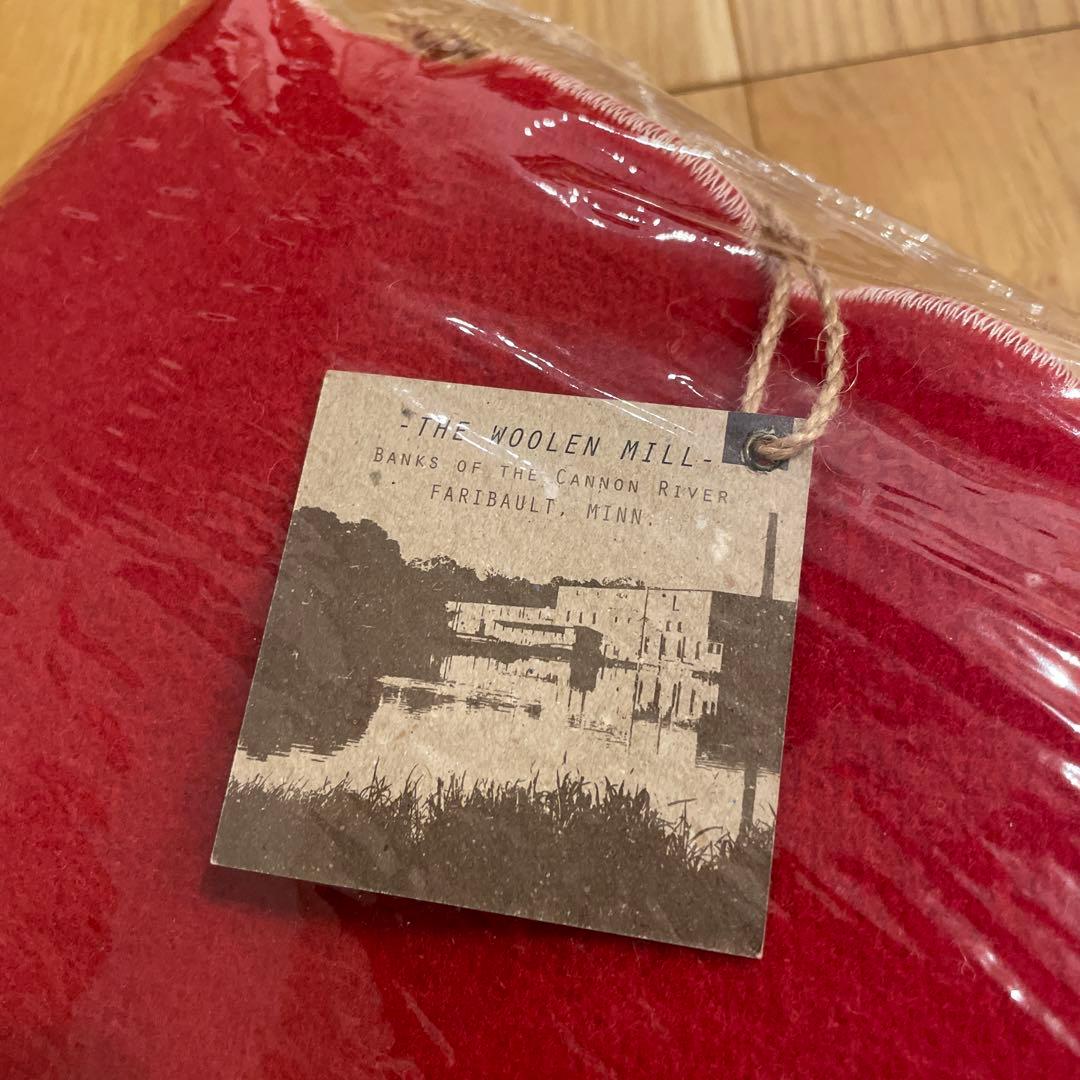 -THE WOOLEN MILL-
BANKS OF THE CANNON RIVER
FARIBAULT, MINN.